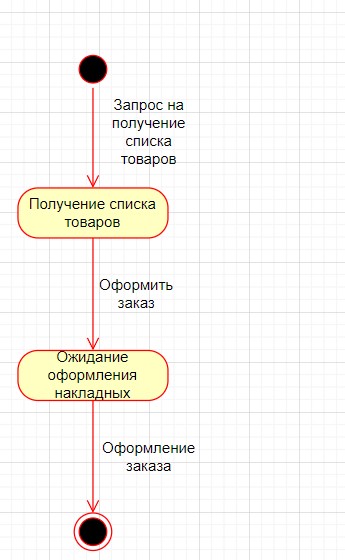 Запрос на
получение
списка
товаров
Получение списка
товаров
Оформить
заказ
Ожидание
оформления
накладных
Оформление
заказа